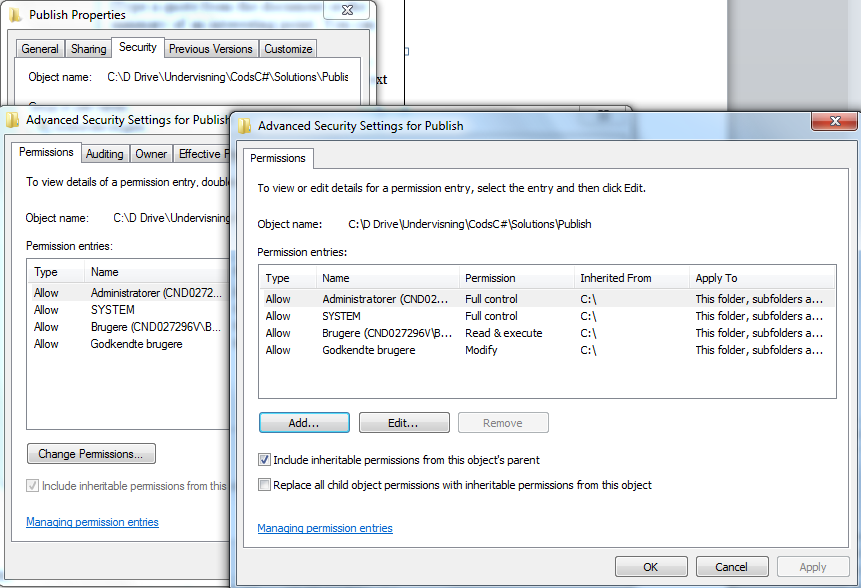 Publish Properties
General Sharing Security Previous Versions Customize
Object name: C:\D Drive\Undervisning\CodsC#\Solutions\Publis
xt
Advanced Security Settings for Publish
Permissions Auditing Owner Effective
To view details of a permission entry, doub
Object name: C:\D Drive\Undervisning
Permission entries:
Type Name
Allow Administratorer (CND0272...
Allow SYSTEM
Allow Brugere (CND027296V\B...
Allow Godkendte brugere
Change Permissions...
Include inheritable permissions from this
Managing permission entries
Advanced Security Settings for Publish
Permissions
To view or edit details for a permission entry, select the entry and then click Edit.
Object name: C:\D Drive\Undervisning\CodsC#\Solutions\Publish
Permission entries:
Type Name Permission Inherited From Apply To
Allow Administratorer (CND02... Full control C:\ This folder, subfolders a...
Allow SYSTEM Full control C:\ This folder, subfolders a...
Allow Brugere (CND027296V\B... Read & execute C:\ This folder, subfolders a...
Allow Godkendte brugere Modify C:\ This folder, subfolders a...
Add... Edit... Remove
Include inheritable permissions from this object's parent
Replace all child object permissions with inheritable permissions from this object
Managing permission entries
OK Cancel Apply